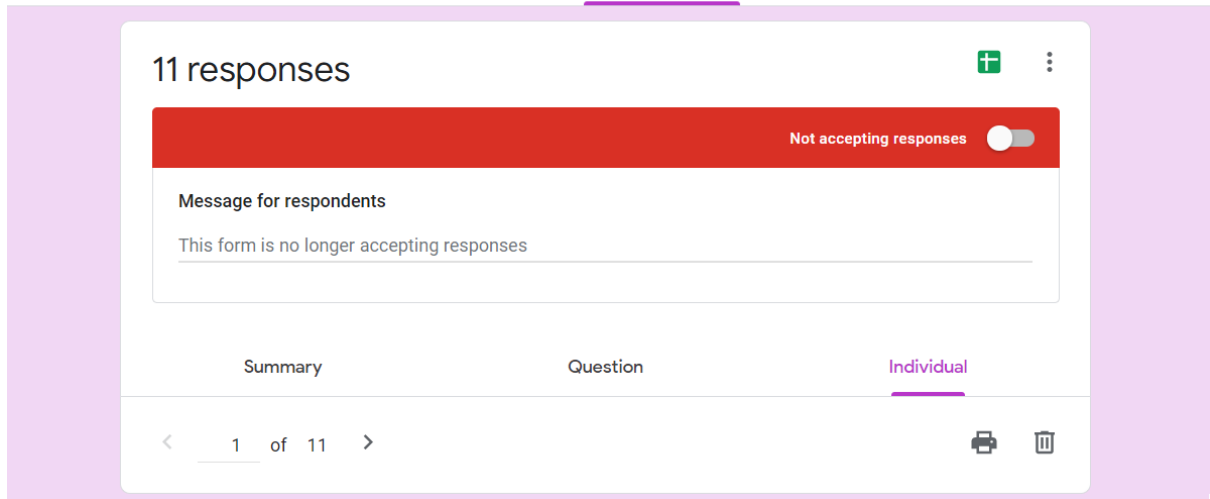 11 responses
Not accepting responses
Message for respondents
This form is no longer accepting responses
Summary Question Individual
1 of 11